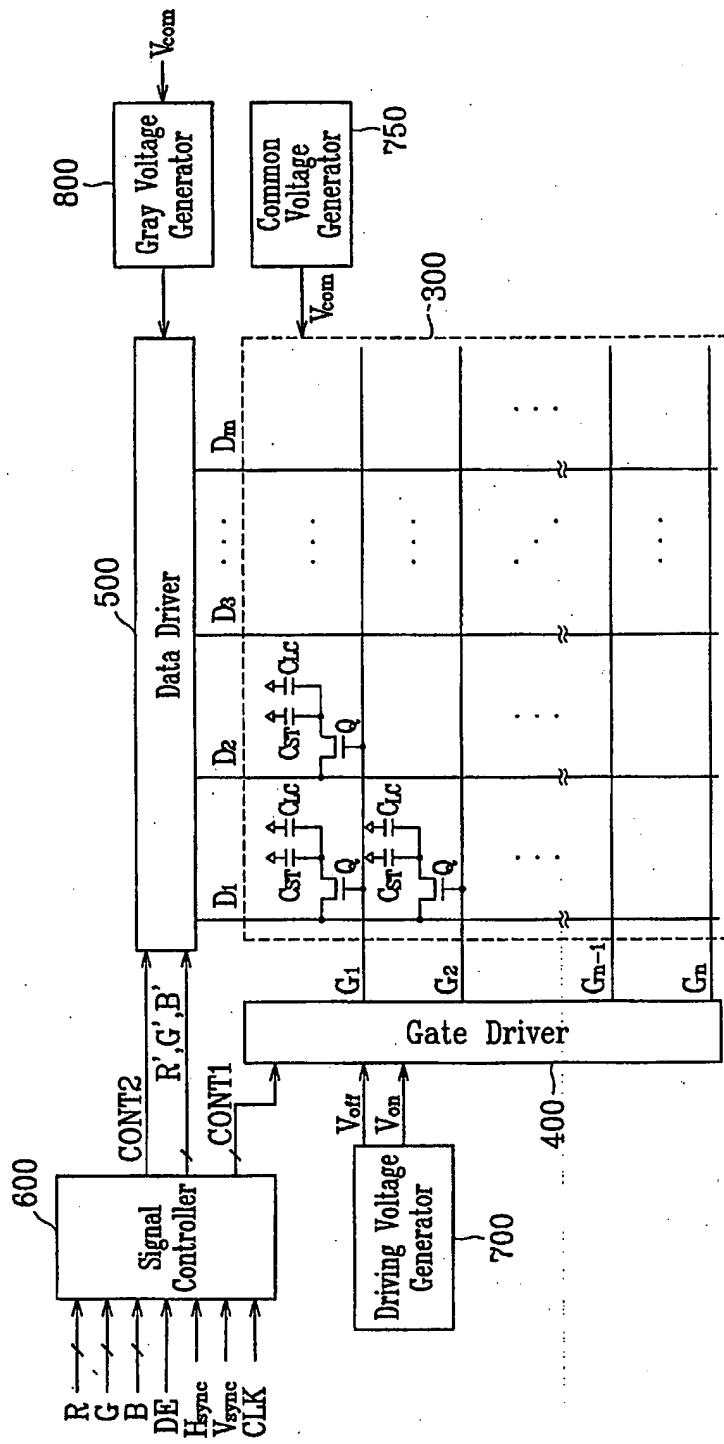 800
Gray Voltage
Generator
Vcom
Common
Voltage
Generator
750
Vcom
300
500
Data Driver
D1
D2
D3
. . .
Dm
CST
CLC
Q
CST
CLC
Q
CST
CLC
Q
G1
G2
Gn-1
Gn
Gate Driver
400
600
Signal
Controller
CONT2
R',G',B'
CONT1
R
G
B
DE
Hsync
Vsync
CLK
Voff
Von
Driving Voltage
Generator
700